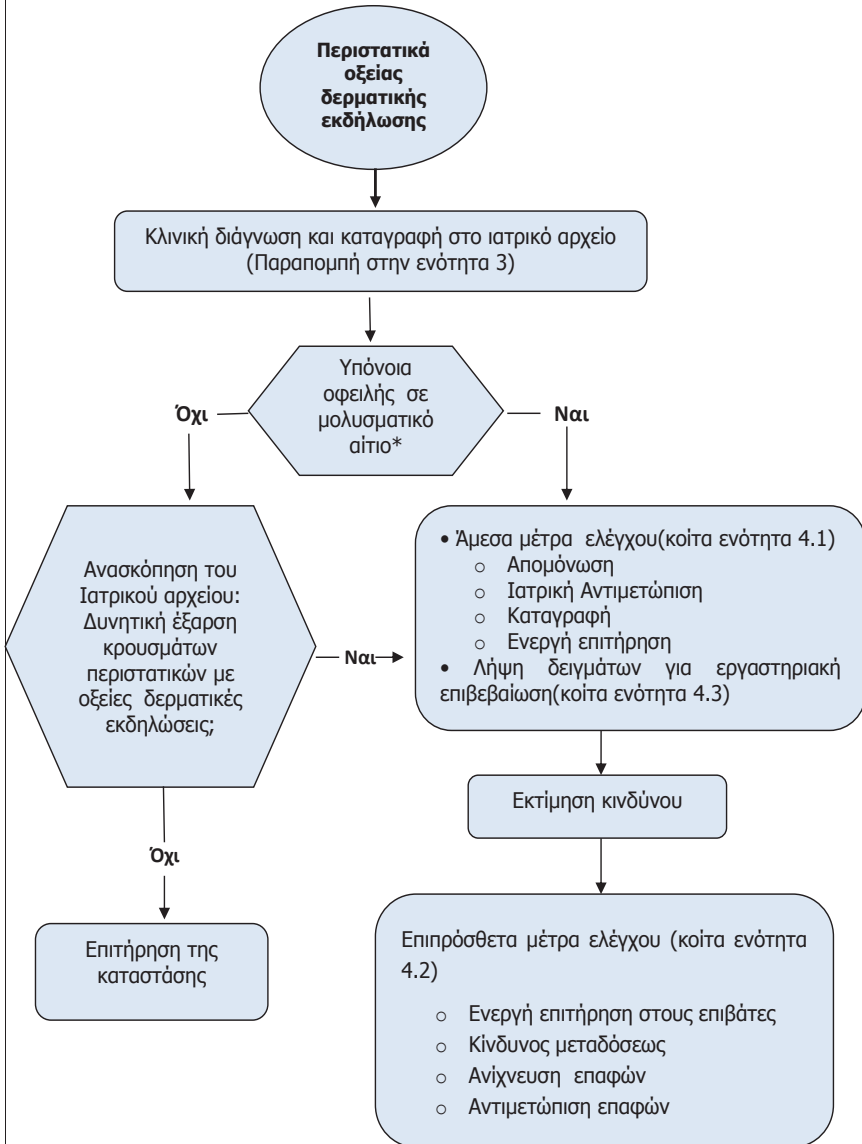 Περιστατικά
οξείας
δερματικής
εκδήλωσης
Κλινική διάγνωση και καταγραφή στο ιατρικό αρχείο
(Παραπομπή στην ενότητα 3)
Υπόνοια
οφειλής σε
μολυσματικό
αίτιο*
Όχι
Ναι
Ανασκόπηση του
Ιατρικού αρχείου:
Δυνητική έξαρση
κρουσμάτων
περιστατικών με
οξείες δερματικές
εκδηλώσεις;
Ναι
• Άμεσα μέτρα ελέγχου(κοίτα ενότητα 4.1)
o Απομόνωση
o Ιατρική Αντιμετώπιση
o Καταγραφή
o Ενεργή επιτήρηση
• Λήψη δειγμάτων για εργαστηριακή
επιβεβαίωση(κοίτα ενότητα 4.3)
Εκτίμηση κινδύνου
Όχι
Επιτήρηση της
καταστάσης
Επιπρόσθετα μέτρα ελέγχου (κοίτα ενότητα
4.2)
o Ενεργή επιτήρηση στους επιβάτες
o Κίνδυνος μεταδόσεως
o Ανίχνευση επαφών
o Αντιμετώπιση επαφών